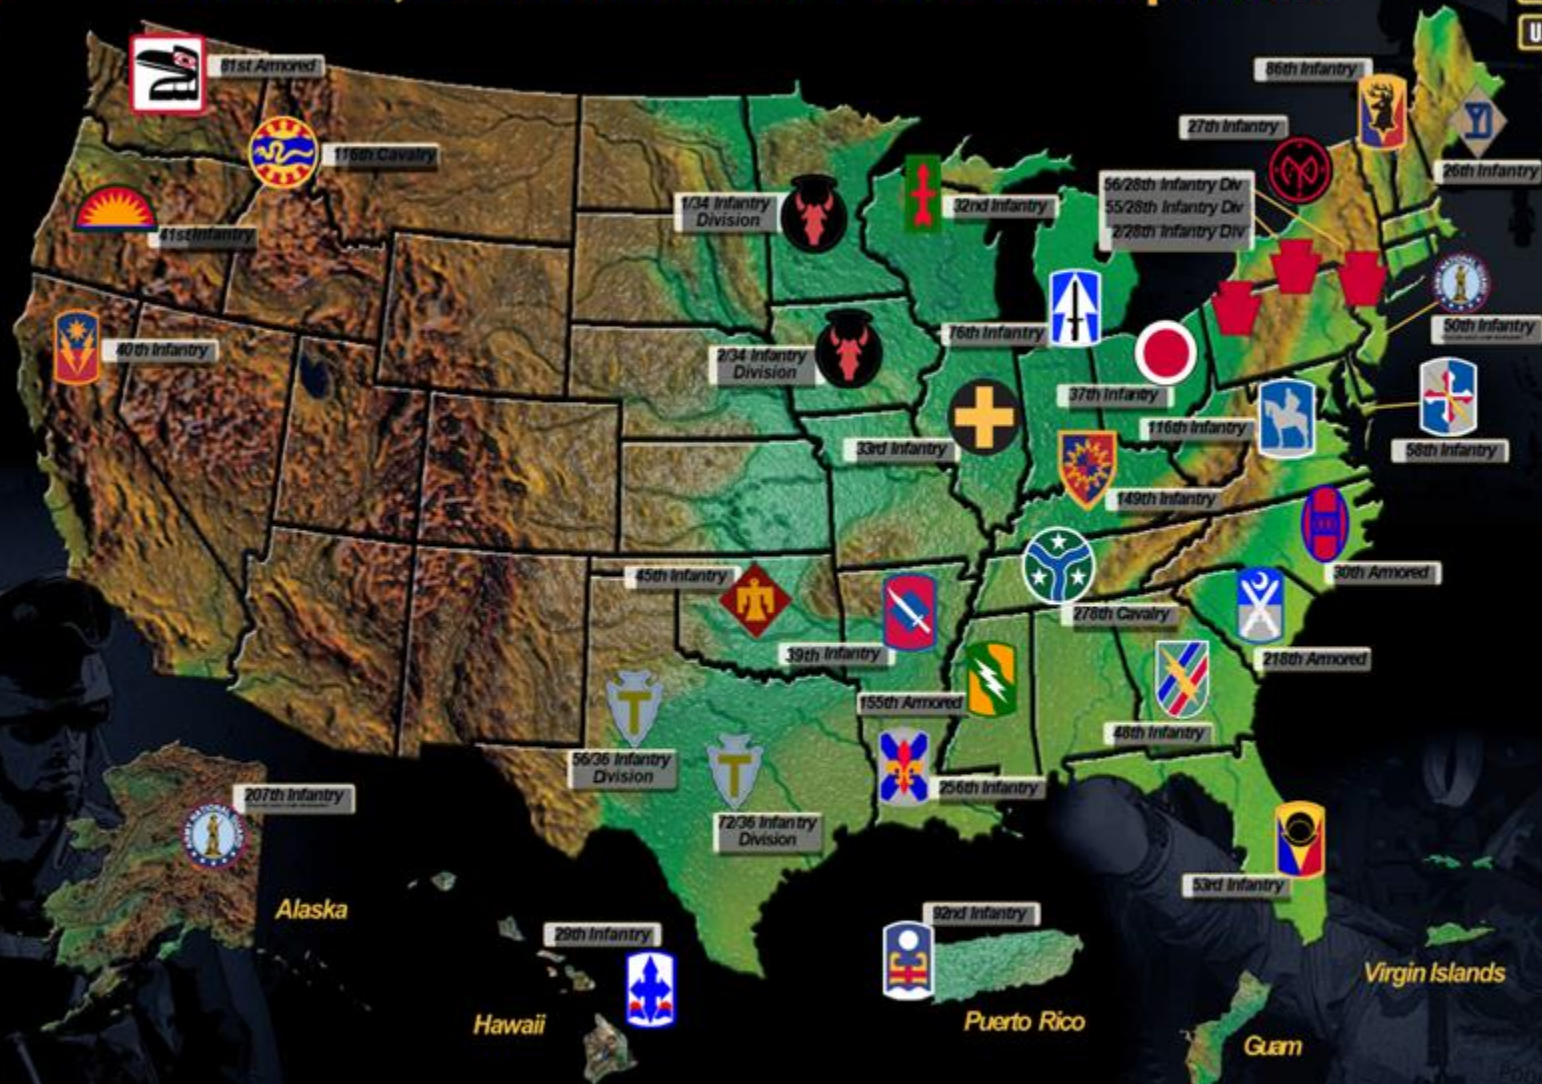 U
81st Armored
86th Infantry
27th Infantry
116th Cavalry
26th Infantry
56/28th Infantry Div
55/28th Infantry Div
2/28th Infantry Div
1/34 Infantry
Division
32nd Infantry
41st Infantry
50th Infantry
76th Infantry
40th Infantry
2/34 Infantry
Division
37th Infantry
116th Infantry
33rd Infantry
58th Infantry
149th Infantry
45th Infantry
30th Armored
278th Cavalry
39th Infantry
218th Armored
155th Armored
48th Infantry
56/36 Infantry
Division
256th Infantry
207th Infantry
72/36 Infantry
Division
53rd Infantry
Alaska
92nd Infantry
29th Infantry
Virgin Islands
Hawaii
Puerto Rico
Guam